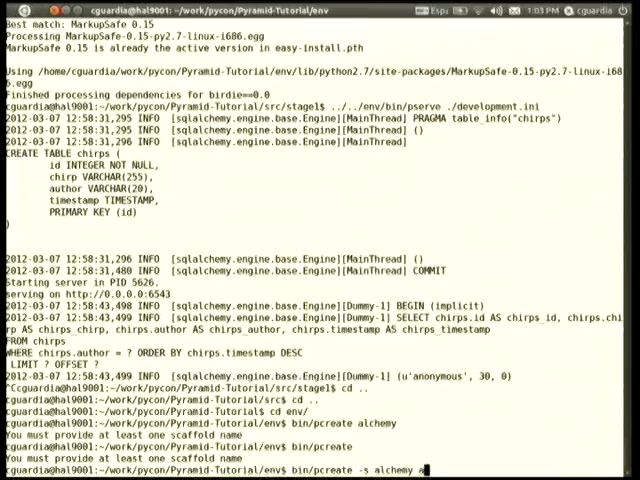 cguardia@hal9001: ~/work/pycon/Pyramid-Tutorial/env
Esp 1:03 PM cguardia
Best match: MarkupSafe 0.15
Processing MarkupSafe-0.15-py2.7-linux-i686.egg
MarkupSafe 0.15 is already the active version in easy-install.pth
Using /home/cguardia/work/pycon/Pyramid-Tutorial/env/lib/python2.7/site-packages/MarkupSafe-0.15-py2.7-linux-i68
6.egg
Finished processing dependencies for birdie==0.0
cguardia@hal9001:~/work/pycon/Pyramid-Tutorial/src/stage1$ ../../env/bin/pserve ./development.ini
2012-03-07 12:58:31,295 INFO  [sqlalchemy.engine.base.Engine][MainThread] PRAGMA table_info("chirps")
2012-03-07 12:58:31,295 INFO  [sqlalchemy.engine.base.Engine][MainThread] ()
2012-03-07 12:58:31,296 INFO  [sqlalchemy.engine.base.Engine][MainThread]
CREATE TABLE chirps (
id INTEGER NOT NULL,
chirp VARCHAR(255),
author VARCHAR(20),
timestamp TIMESTAMP,
PRIMARY KEY (id)
)
2012-03-07 12:58:31,296 INFO  [sqlalchemy.engine.base.Engine][MainThread] ()
2012-03-07 12:58:31,480 INFO  [sqlalchemy.engine.base.Engine][MainThread] COMMIT
Starting server in PID 5626.
serving on http://0.0.0.0:6543
2012-03-07 12:58:43,498 INFO  [sqlalchemy.engine.base.Engine][Dummy-1] BEGIN (implicit)
2012-03-07 12:58:43,499 INFO  [sqlalchemy.engine.base.Engine][Dummy-1] SELECT chirps.id AS chirps_id, chirps.chi
rp AS chirps_chirp, chirps.author AS chirps_author, chirps.timestamp AS chirps_timestamp
FROM chirps
WHERE chirps.author = ? ORDER BY chirps.timestamp DESC
LIMIT ? OFFSET ?
2012-03-07 12:58:43,499 INFO  [sqlalchemy.engine.base.Engine][Dummy-1] (u'anonymous', 30, 0)
^Ccguardia@hal9001:~/work/pycon/Pyramid-Tutorial/src/stage1$ cd ..
cguardia@hal9001:~/work/pycon/Pyramid-Tutorial/src$ cd ..
cguardia@hal9001:~/work/pycon/Pyramid-Tutorial$ cd env/
cguardia@hal9001:~/work/pycon/Pyramid-Tutorial/env$ bin/pcreate alchemy
You must provide at least one scaffold name
cguardia@hal9001:~/work/pycon/Pyramid-Tutorial/env$ bin/pcreate
You must provide at least one scaffold name
cguardia@hal9001:~/work/pycon/Pyramid-Tutorial/env$ bin/pcreate -s alchemy a